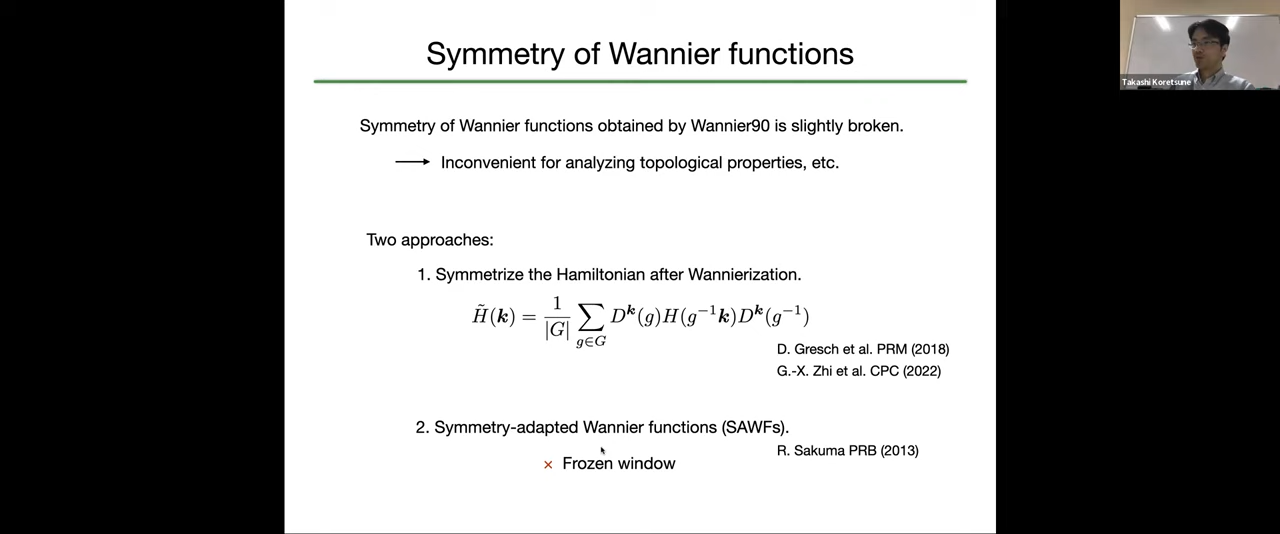 Symmetry of Wannier functions
Takashi Koretsune
Symmetry of Wannier functions obtained by Wannier90 is slightly broken.
⟶ Inconvenient for analyzing topological properties, etc.
Two approaches:
1. Symmetrize the Hamiltonian after Wannierization.
H̃(k) = 1/|G| ∑_{g∈G} D^k(g)H(g⁻¹k)D^k(g⁻¹)
D. Gresch et al. PRM (2018)
G.-X. Zhi et al. CPC (2022)
2. Symmetry-adapted Wannier functions (SAWFs).
R. Sakuma PRB (2013)
× Frozen window